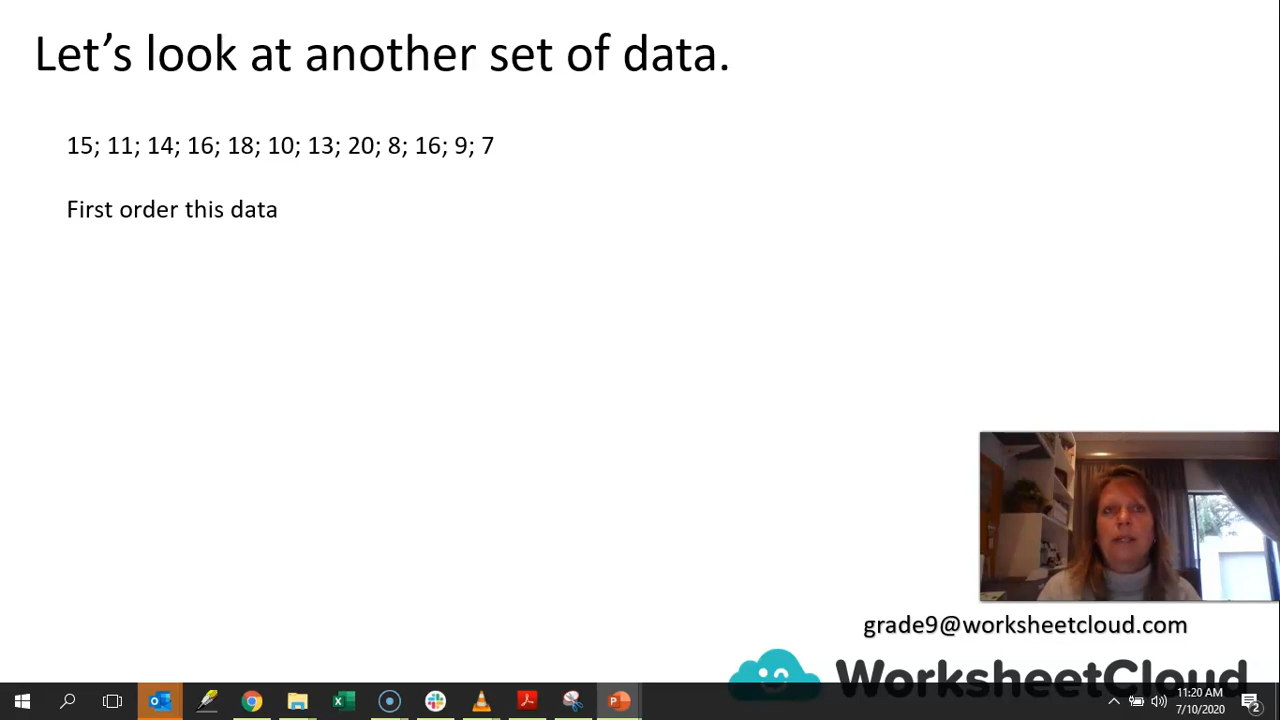 Let’s look at another set of data.
15; 11; 14; 16; 18; 10; 13; 20; 8; 16; 9; 7
First order this data
grade9@worksheetcloud.com
WorksheetCloud
11:20 AM
7/10/2020
2